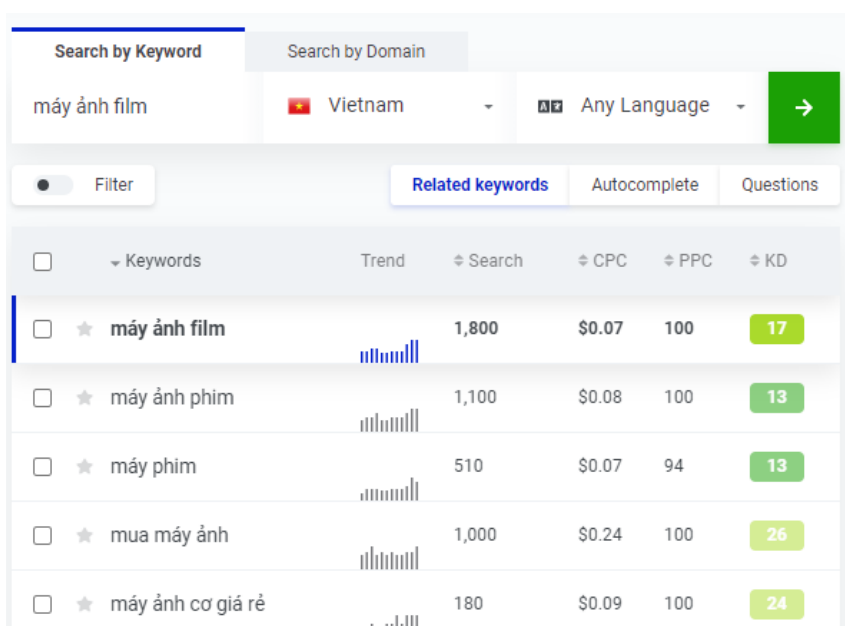 Search by Keyword Search by Domain
máy ảnh film Vietnam Any Language
Filter Related keywords Autocomplete Questions
Keywords Trend Search CPC PPC KD
máy ảnh film 1,800 $0.07 100 17
máy ảnh phim 1,100 $0.08 100 13
máy phim 510 $0.07 94 13
mua máy ảnh 1,000 $0.24 100 26
máy ảnh cơ giá rẻ 180 $0.09 100 24